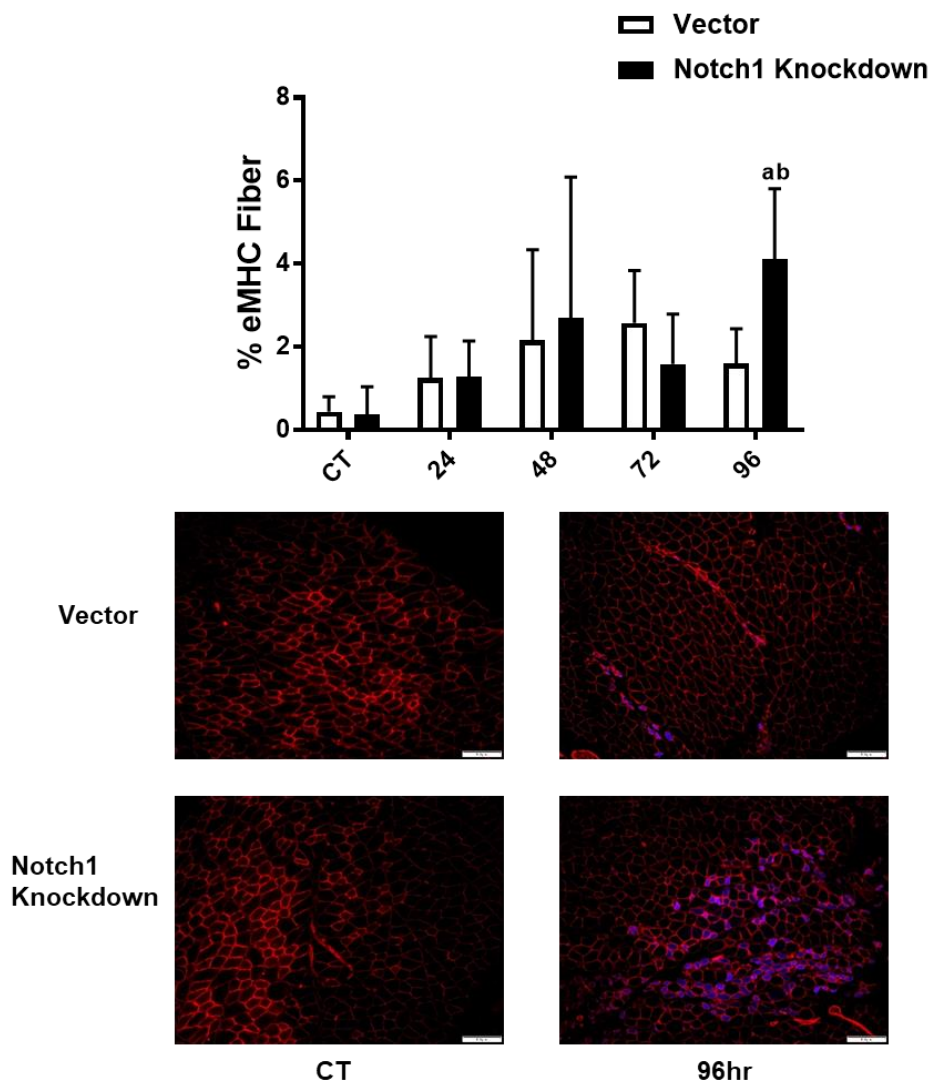 Vector
Notch1 Knockdown
% eMHC Fiber
8
6
4
2
0
ab
CT
24
48
72
96
Vector
Notch1
Knockdown
CT
96hr